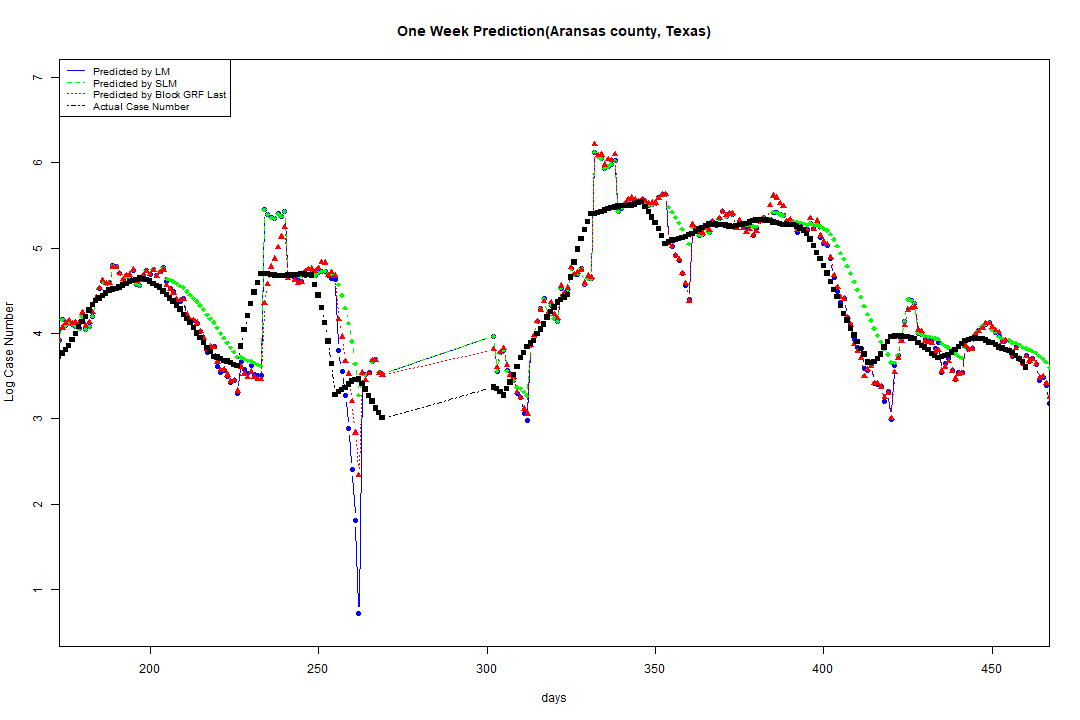 One Week Prediction(Aransas county, Texas)
Predicted by LM
Predicted by SLM
Predicted by Block GRF Last
Actual Case Number
Log Case Number
7
6
5
4
3
2
1
200 250 300 350 400 450
days